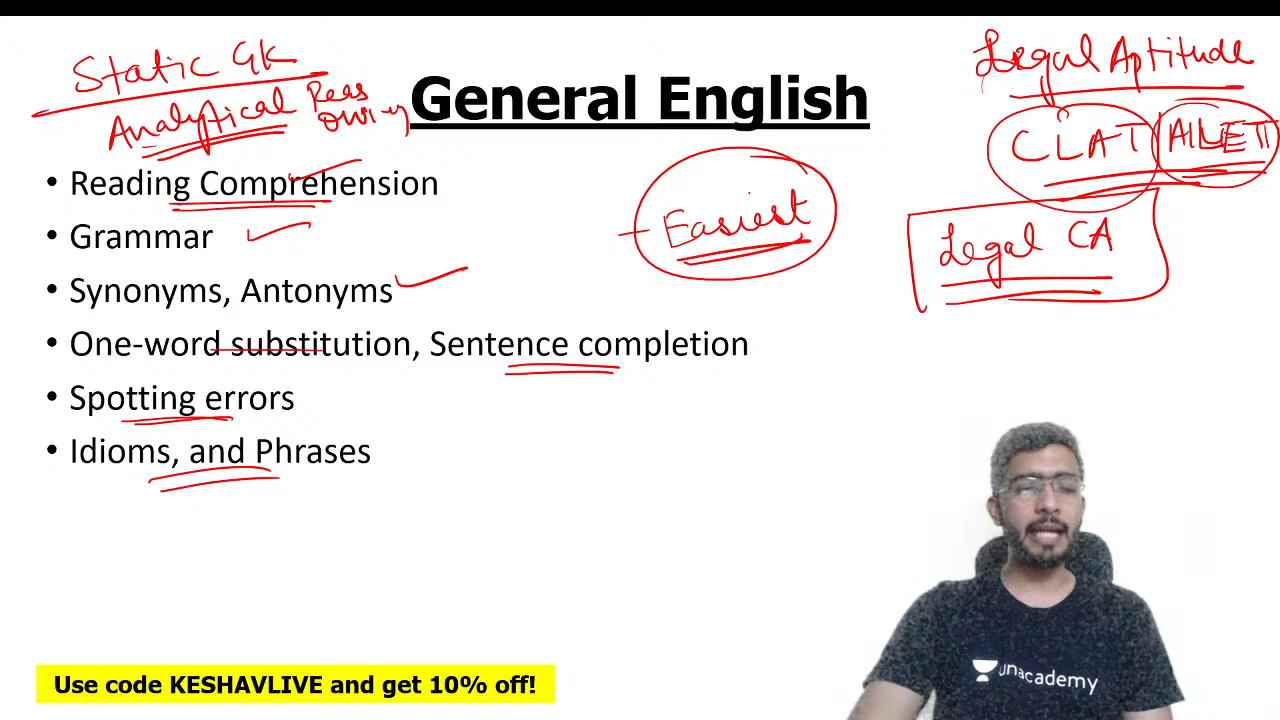 Static GK
Analytical Reasoning
General English
Legal Aptitude
CLAT AILET
Legal CA
Easiest
• Reading Comprehension
• Grammar
• Synonyms, Antonyms
• One-word substitution, Sentence completion
• Spotting errors
• Idioms, and Phrases
unacademy
Use code KESHAVLIVE and get 10% off!